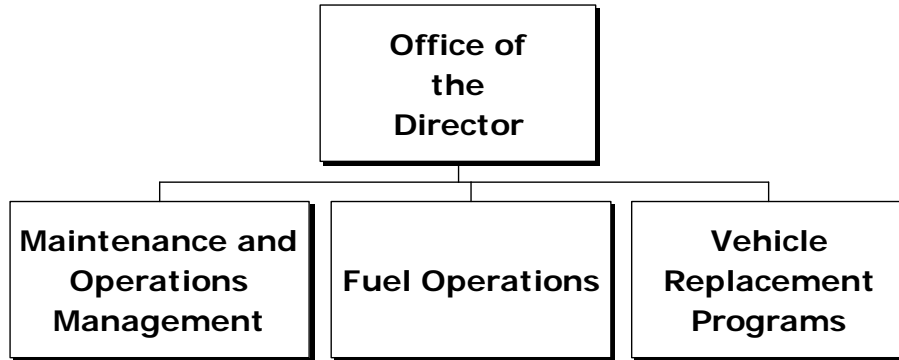 Office of
the
Director
Maintenance and
Operations
Management
Fuel Operations
Vehicle
Replacement
Programs